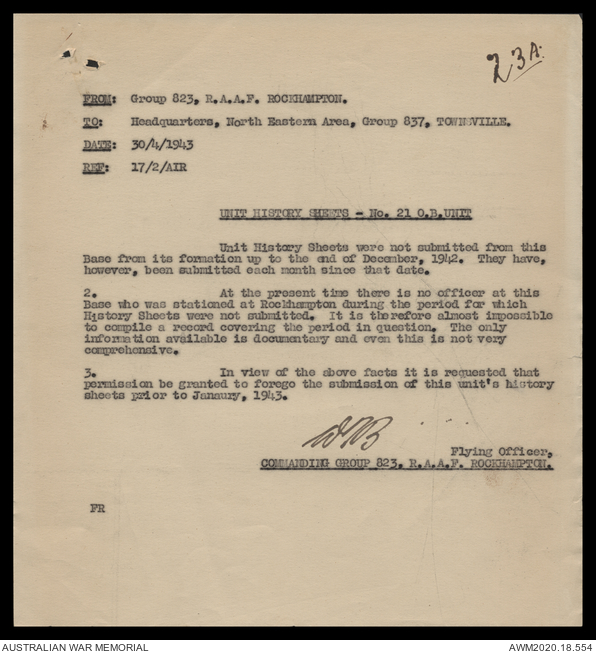 23A.
FROM: Group 823, R.A.A.F. ROCKHAMPTON.
TO: Headquarters, North Eastern Area, Group 837, TOWNSVILLE.
DATE: 30/4/1943
REF: 17/2/AIR
UNIT HISTORY SHEETS - No. 21 O.B.UNIT
Unit History Sheets were not submitted from this
Base from its formation up to the end of December, 1942. They have,
however, been submitted each month since that date.
2. At the present time there is no officer at this
Base who was stationed at Rockhampton during the period for which
History Sheets were not submitted. It is therefore almost impossible
to compile a record covering the period in question. The only
information available is documentary and even this is not very
comprehensive.
3. In view of the above facts it is requested that
permission be granted to forego the submission of this unit's history
sheets prior to Janaury, 1943.
Flying Officer,
COMMANDING GROUP 823, R.A.A.F. ROCKHAMPTON.
FR
AUSTRALIAN WAR MEMORIAL
AWM2020.18.554